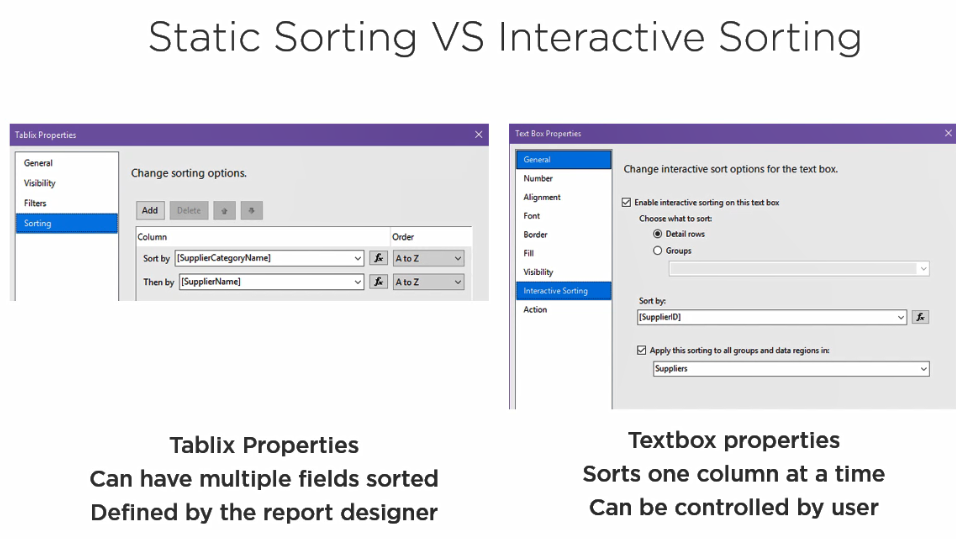 Static Sorting VS Interactive Sorting
Tablix Properties
General
Visibility
Filters
Sorting
Change sorting options.
Add Delete
Column Order
Sort by [SupplierCategoryName] fx A to Z
Then by [SupplierName] fx A to Z
Text Box Properties
General
Number
Alignment
Font
Border
Fill
Visibility
Interactive Sorting
Action
Change interactive sort options for the text box.
Enable interactive sorting on this text box
Choose what to sort:
Detail rows
Groups
Sort by:
[SupplierID] fx
Apply this sorting to all groups and data regions in:
Suppliers
Tablix Properties
Can have multiple fields sorted
Defined by the report designer
Textbox properties
Sorts one column at a time
Can be controlled by user